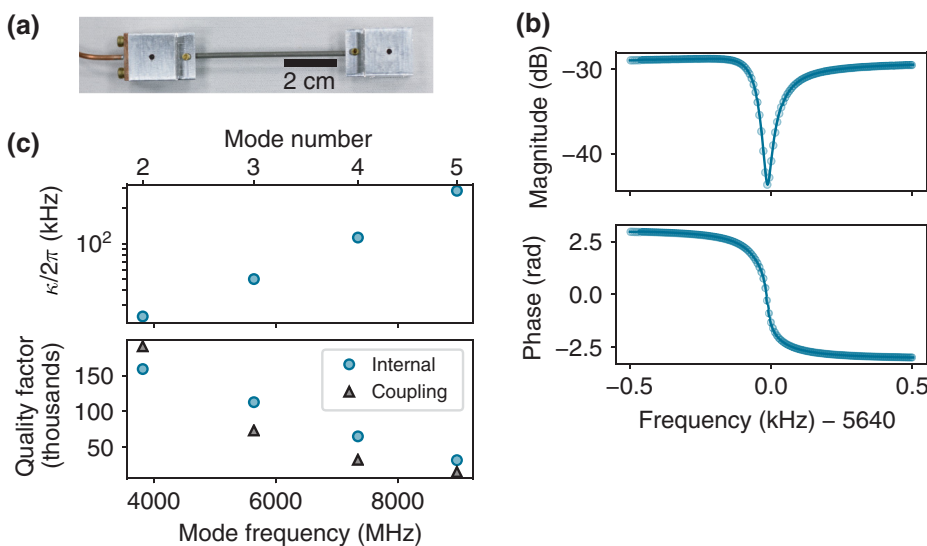 (a)
2 cm
(b)
Magnitude (dB)
−30
−40
Phase (rad)
2.5
0.0
−2.5
−0.5
0.0
0.5
Frequency (kHz) − 5640
(c)
Mode number
2
3
4
5
κ/2π (kHz)
10²
Quality factor
(thousands)
150
100
50
Internal
Coupling
4000
6000
8000
Mode frequency (MHz)